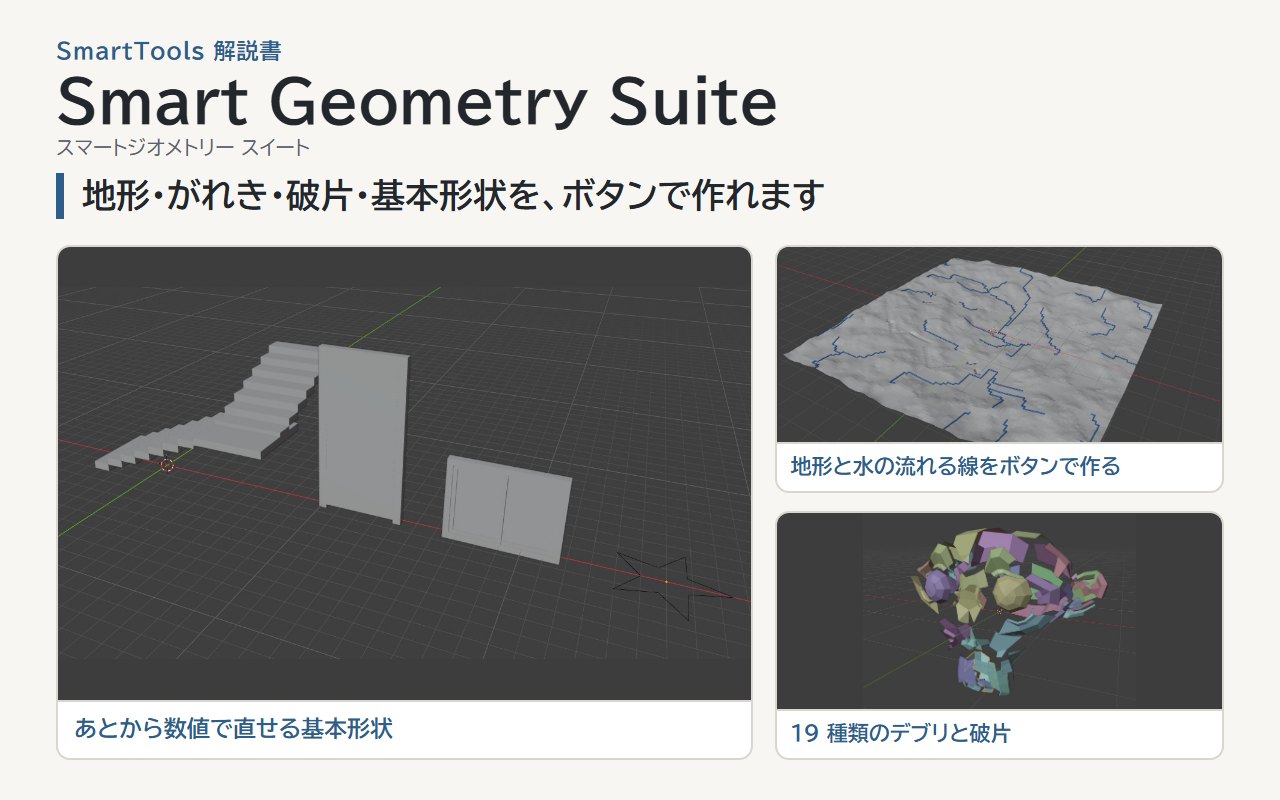 SmartTools 解説書
Smart Geometry Suite
スマートジオメトリー スイート
地形・がれき・破片・基本形状を、ボタンで作れます
あとから数値で直せる基本形状
地形と水の流れる線をボタンで作る
19 種類のデブリと破片